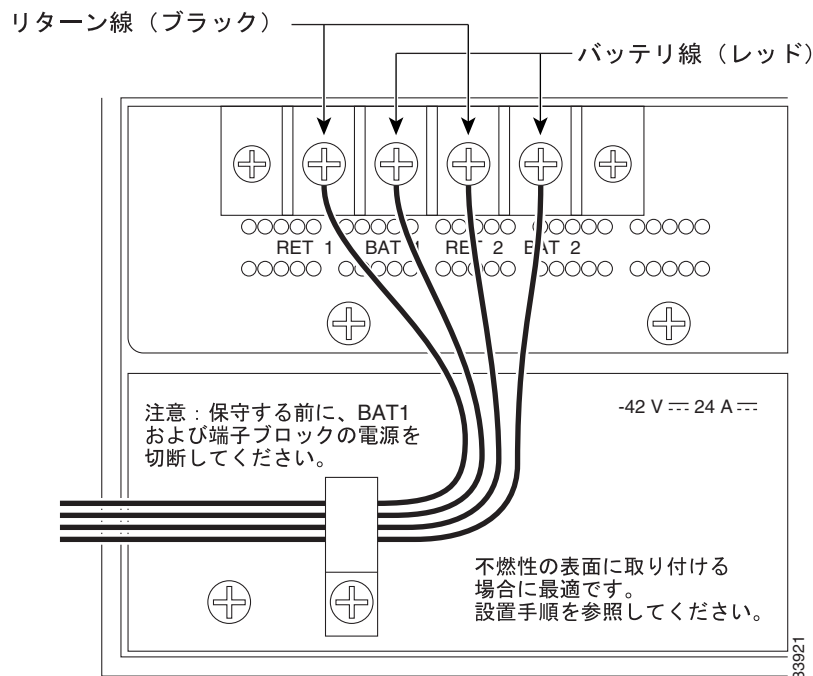 リターン線（ブラック）
バッテリ線（レッド）
RET 1 BAT 1 RET 2 BAT 2
-42 V 24 A
注意：保守する前に、BAT1
および端子ブロックの電源を
切断してください。
不燃性の表面に取り付ける
場合に最適です。
設置手順を参照してください。